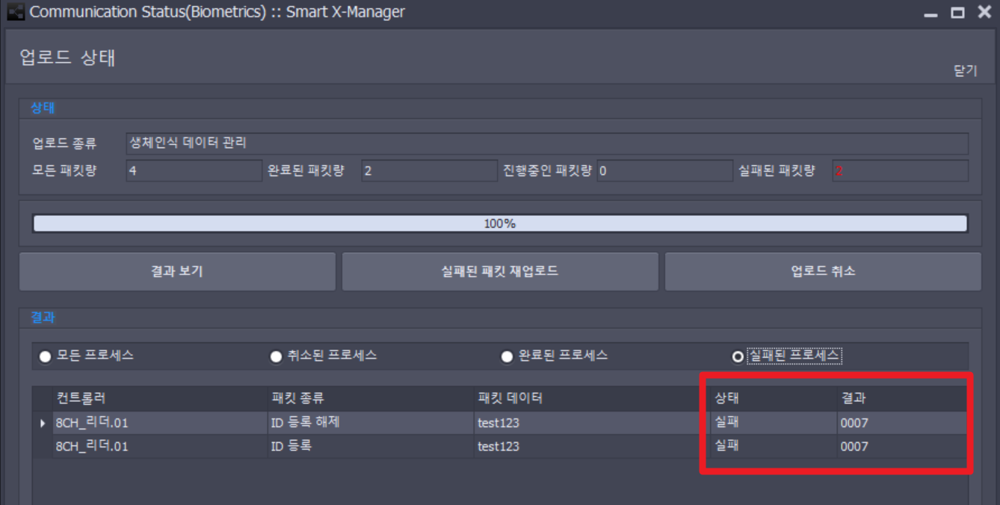 Communication Status(Biometrics) :: Smart X-Manager
업로드 상태
닫기
상태
업로드 종류 생체인식 데이터 관리
모든 패킷량 4 완료된 패킷량 2 진행중인 패킷량 0 실패된 패킷량 2
100%
결과 보기 실패된 패킷 재업로드 업로드 취소
결과
모든 프로세스 취소된 프로세스 완료된 프로세스 실패된 프로세스
컨트롤러 패킷 종류 패킷 데이터 상태 결과
8CH_리더.01 ID 등록 해제 test123 실패 0007
8CH_리더.01 ID 등록 test123 실패 0007